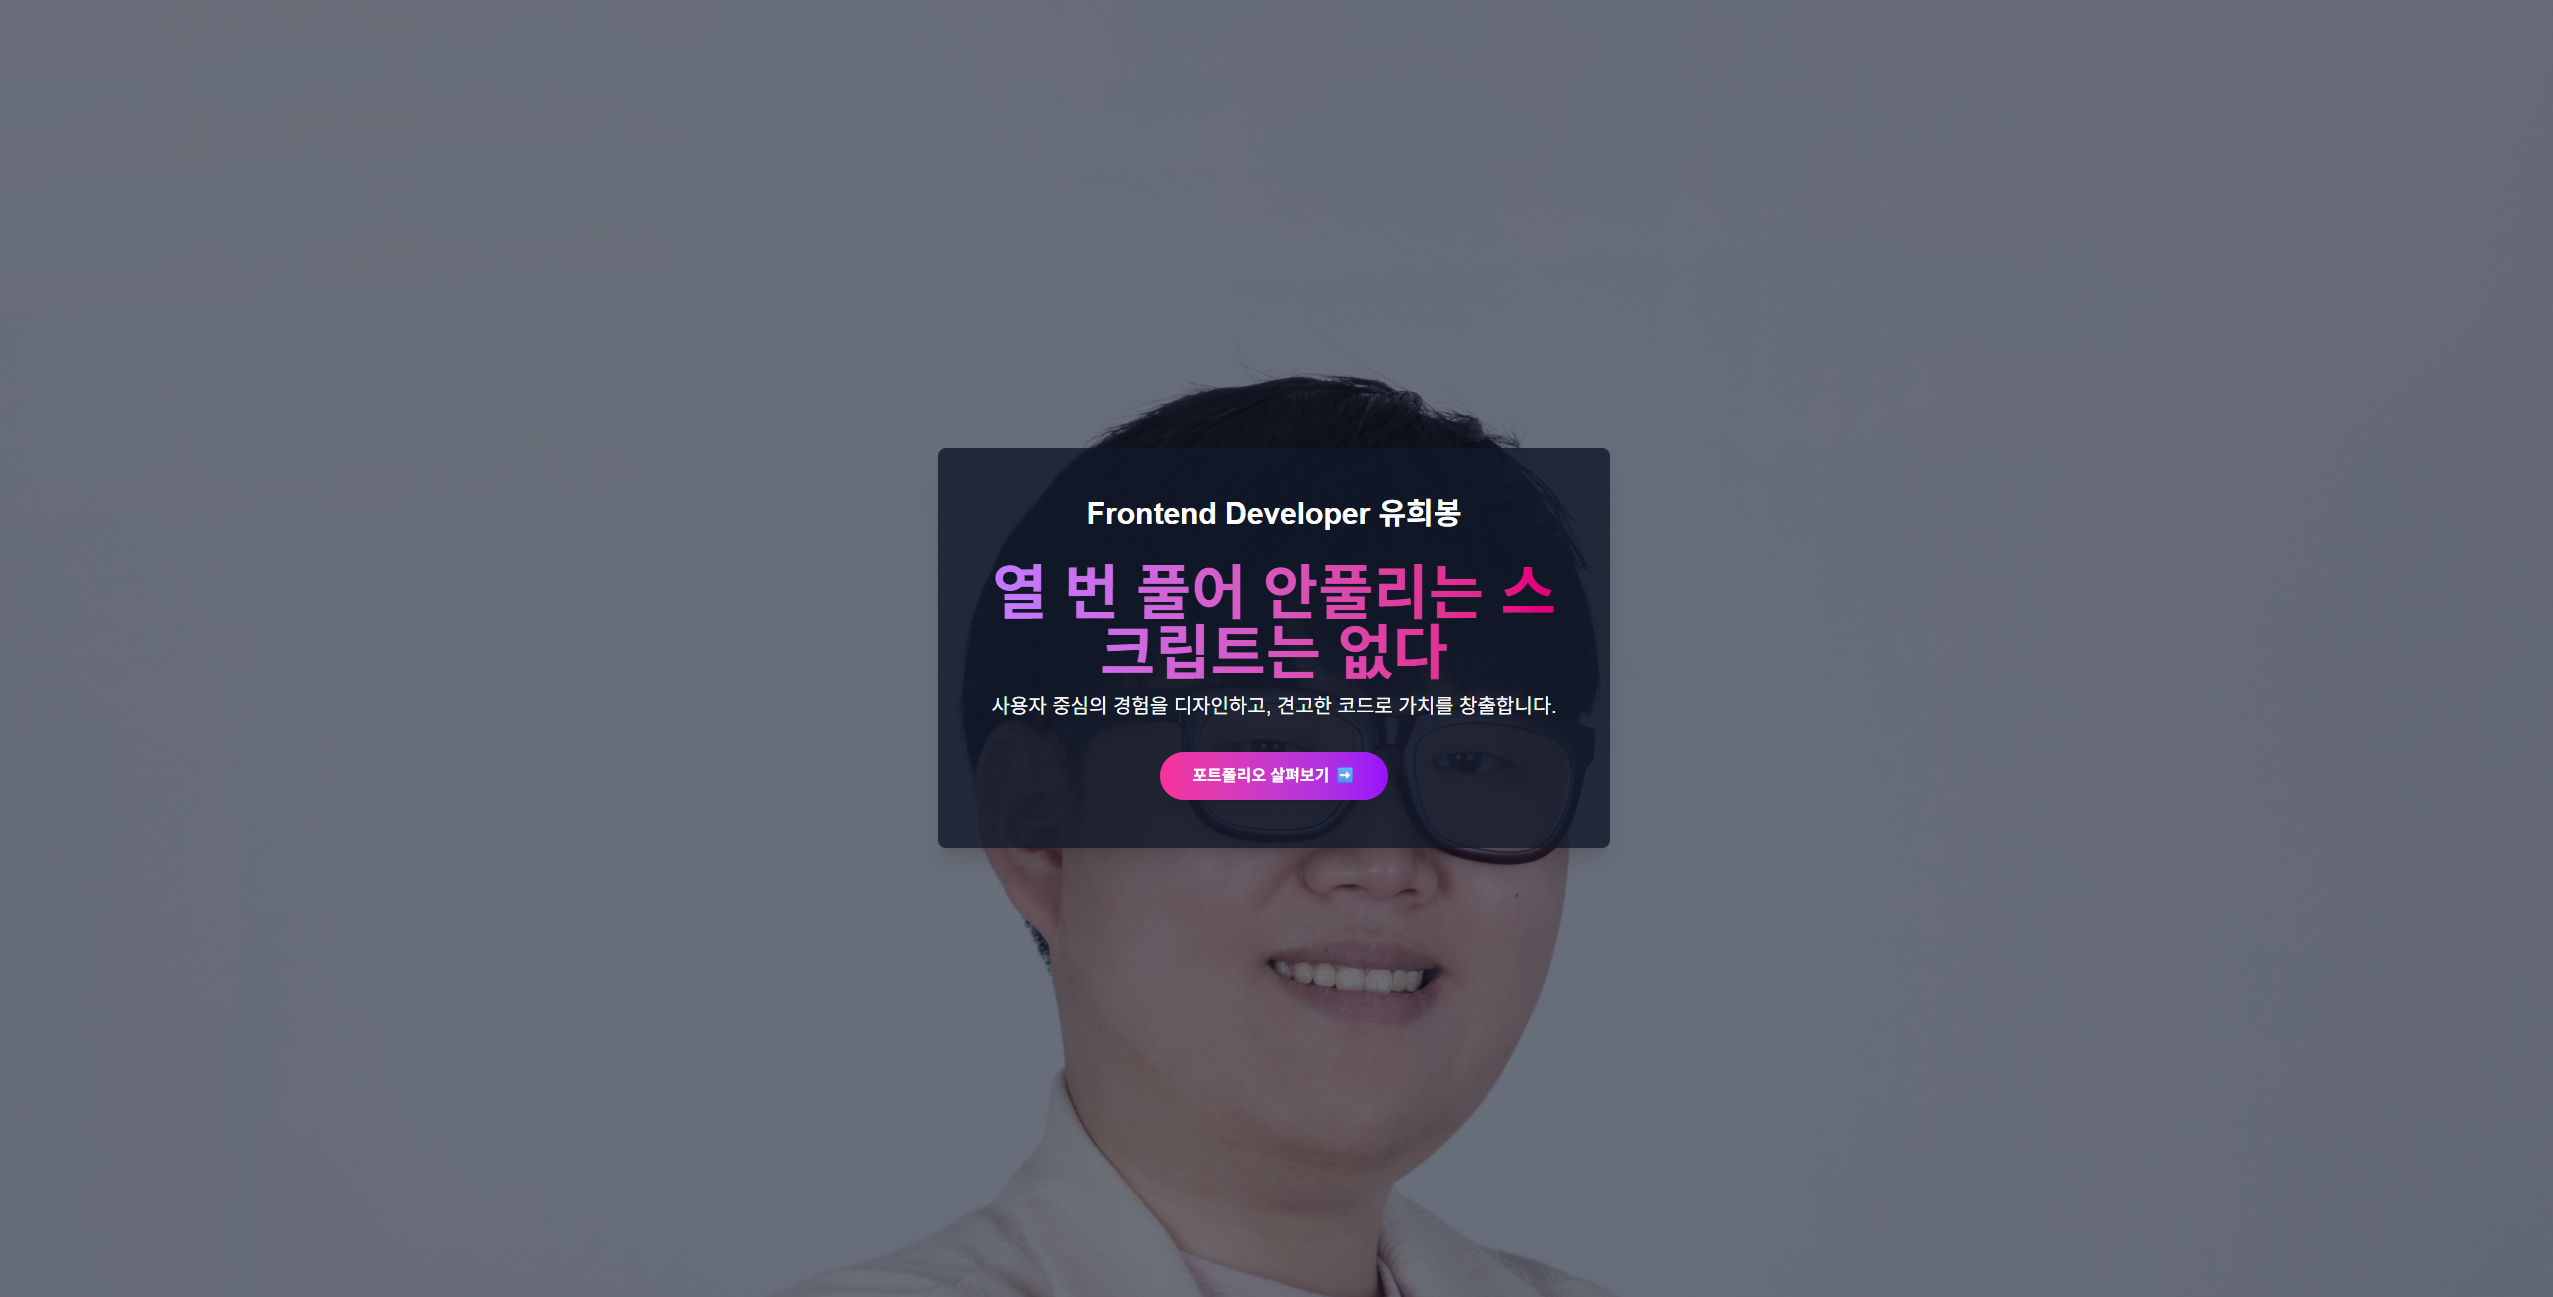 Frontend Developer 유희봉
열 번 풀어 안풀리는 스
크립트는 없다
사용자 중심의 경험을 디자인하고, 견고한 코드로 가치를 창출합니다.
포트폴리오 살펴보기 ➡️